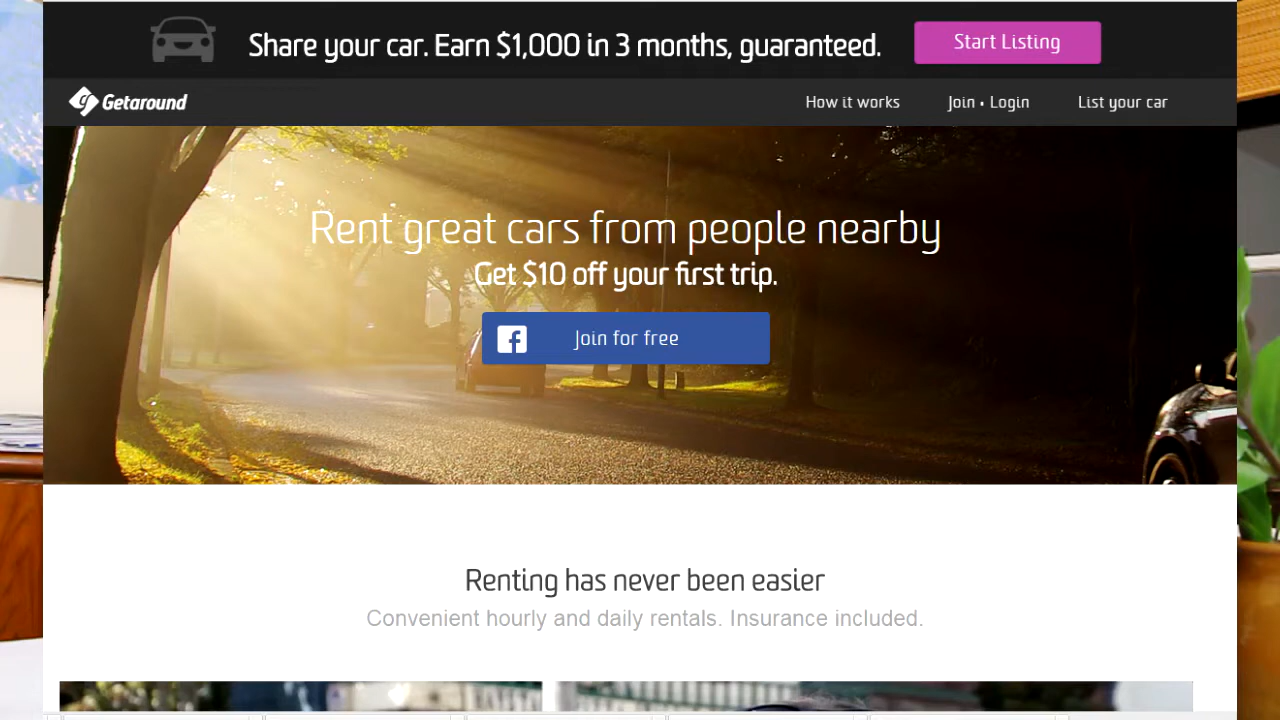 Share your car. Earn $1,000 in 3 months, guaranteed.
Start Listing
Getaround
How it works
Join · Login
List your car
Rent great cars from people nearby
Get $10 off your first trip.
Join for free
Renting has never been easier
Convenient hourly and daily rentals. Insurance included.